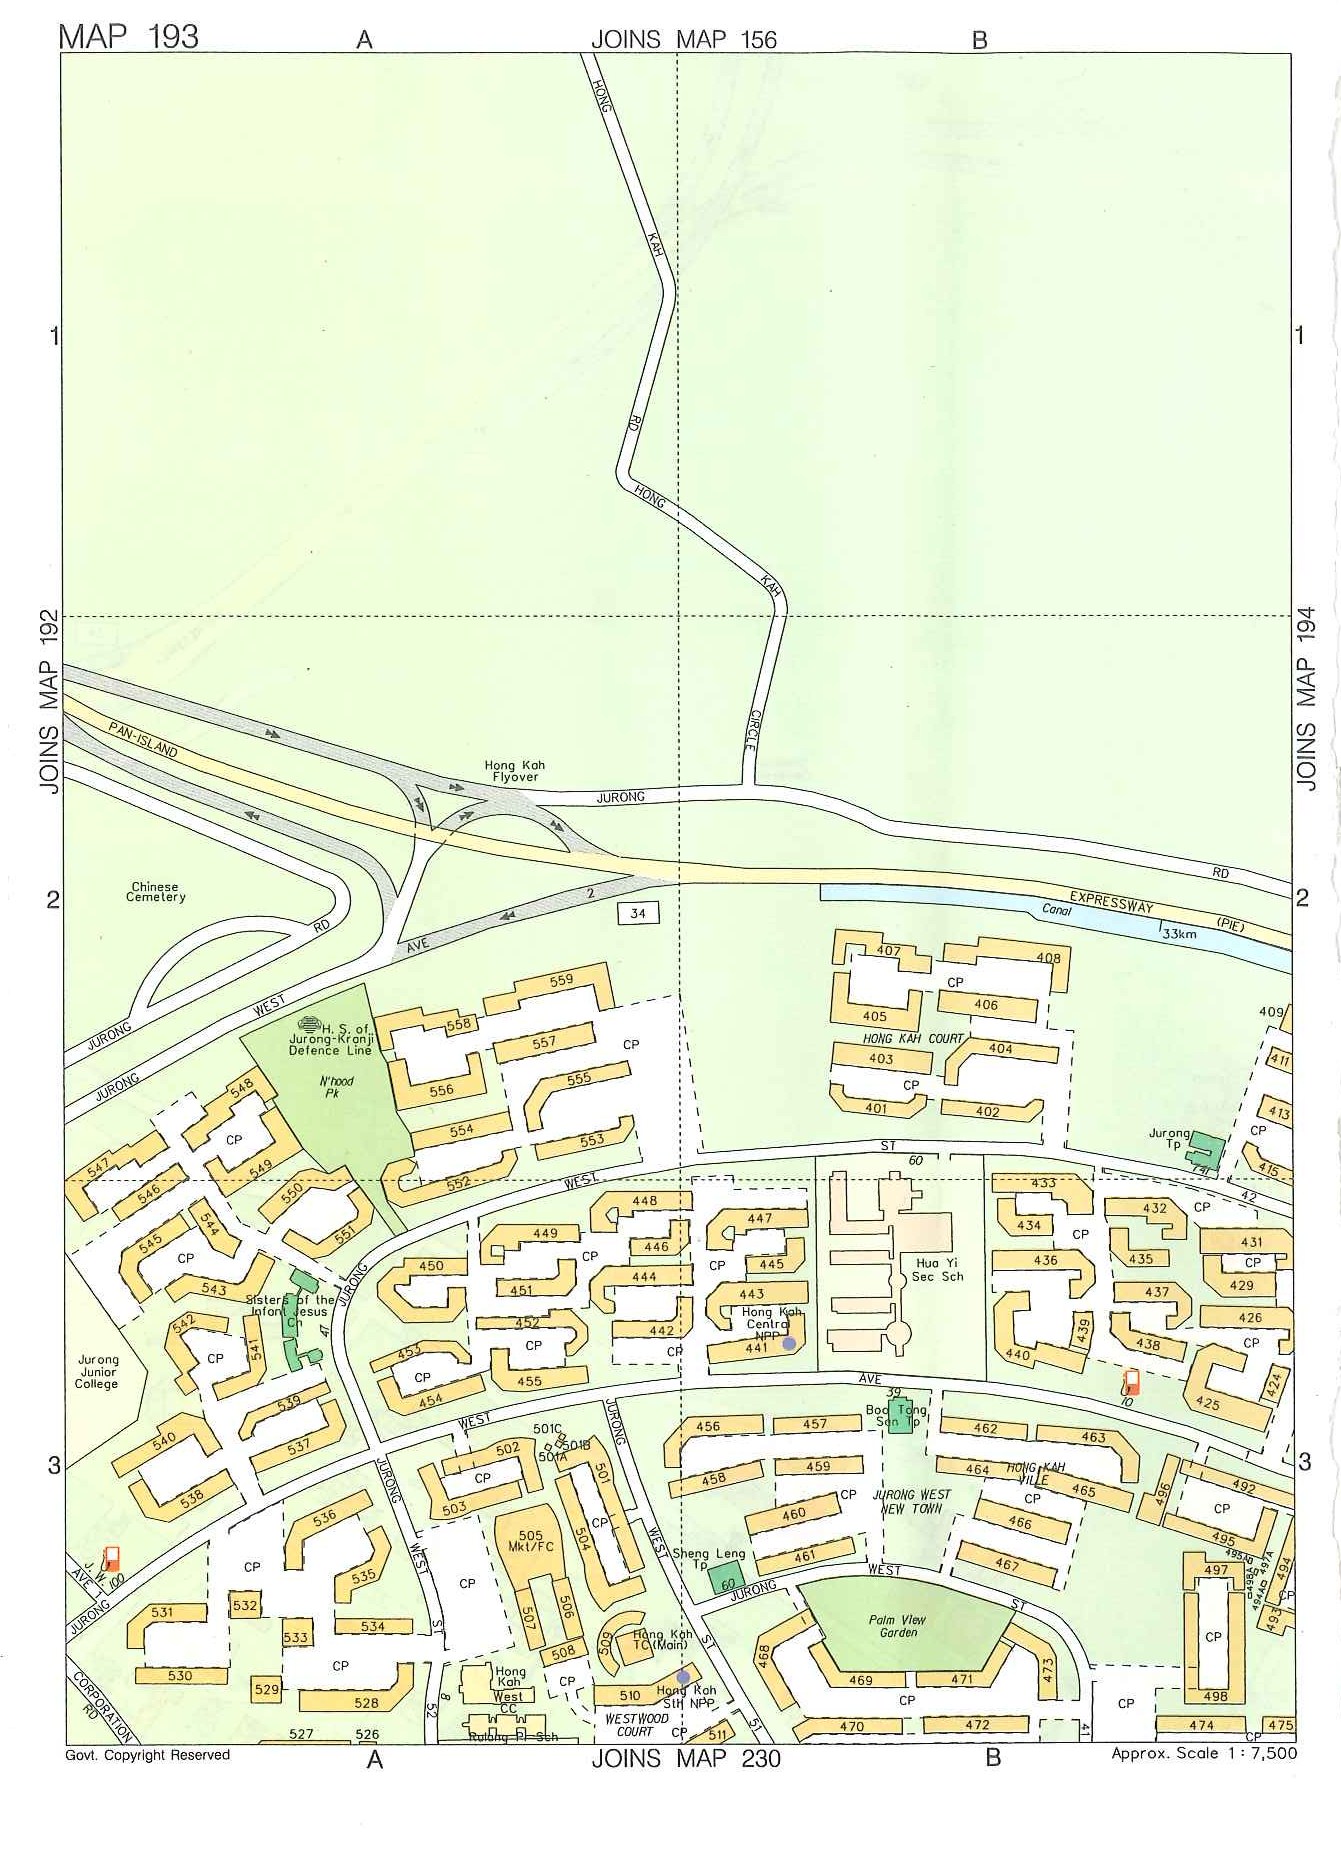 MAP 193
A
JOINS MAP 156
B
HONG
KAH
1
1
RD
HONG
KAH
JOINS MAP 192
JOINS MAP 194
CIRCLE
PAN-ISLAND
Hong Kah
Flyover
JURONG
RD
Chinese
Cemetery
2
2
2
EXPRESSWAY
(PIE)
Canal
33km
34
RD
AVE
WEST
JURONG
JURONG
407
408
CP
406
405
HONG KAH COURT
403
404
CP
401
402
409
411
413
CP
415
559
558
557
CP
556
555
554
553
552
H. S. of
Jurong-Kranji
Defence Line
N'hood
Pk
548
CP
547
549
546
550
551
544
545
CP
543
Jurong
Tp
41
ST
60
WEST
42
433
434
CP
436
432
CP
435
437
431
CP
429
426
CP
439
440
438
425
424
10
448
447
449
446
CP
CP
445
444
443
450
451
452
442
CP
CP
453
CP
454
455
Hong Kah
Central
NPP
441
Hua Yi
Sec Sch
JURONG
Sisters of the
Infant Jesus
Cn
47
542
CP
541
Jurong
Junior
College
539
540
537
538
AVE
39
Boo Tong
San Tp
WEST
456
457
458
459
CP
460
461
462
463
464
HONG KAH
VILLE
465
CP
466
467
JURONG WEST
NEW TOWN
496
492
CP
495
495A
497A
498A
494A
494
CP
493
497
CP
498
3
3
501C
501B
501A
502
CP
503
501
504
CP
505
Mkt/FC
506
507
508
509
CP
CP
JURONG
WEST
ST
51
JURONG
WEST
ST
52
8
536
CP
535
532
531
533
534
CP
530
529
528
527
526
J. W.
AVE
100
JURONG
CORPORATION
RD
Sheng Leng
Tp
60
JURONG
WEST
ST
41
Palm View
Garden
468
469
471
473
CP
470
472
CP
474
475
CP
Hong Kah
TC(Main)
Hong Kah
Sth NPP
510
WESTWOOD
COURT
CP
511
Hong
Kah
West
CC
Rulang Pr Sch
Govt. Copyright Reserved
A
JOINS MAP 230
B
Approx. Scale 1 : 7,500